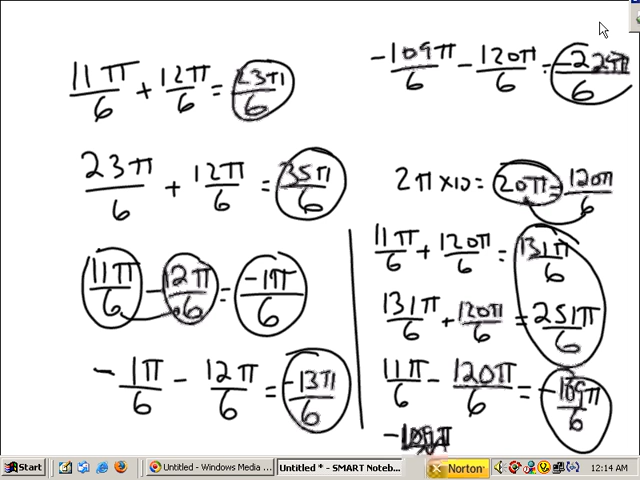 11π/6 + 12π/6 = 23π/6
23π/6 + 12π/6 = 35π/6
11π/6 - 12π/6 = -1π/6
-1π/6 - 12π/6 = -13π/6
-109π/6 - 120π/6 = -229π/6
2π x10 = 20π = 120π/6
11π/6 + 120π/6 = 131π/6
131π/6 + 120π/6 = 251π/6
11π/6 - 120π/6 = -109π/6
-109π
Start
Untitled - Windows Media ...
Untitled * - SMART Noteb...
Norton
12:14 AM